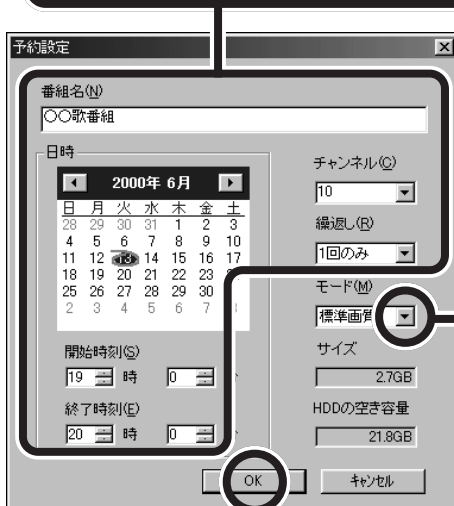 予約設定
番組名(N)
〇〇歌番組
日時
2000年 6月
日 月 火 水 木 金 土
28 29 30 31 1 2 3
4 5 6 7 8 9 10
11 12 13 14 15 16 17
18 19 20 21 22 23
25 26 27 28 29 30
2 3 4 5 6 7
開始時刻(S)
19 時 0
終了時刻(E)
20 時 0
チャンネル(C)
10
繰返し(R)
1回のみ
モード(M)
標準画質
サイズ
2.7GB
HDDの空き容量
21.8GB
OK キャンセル